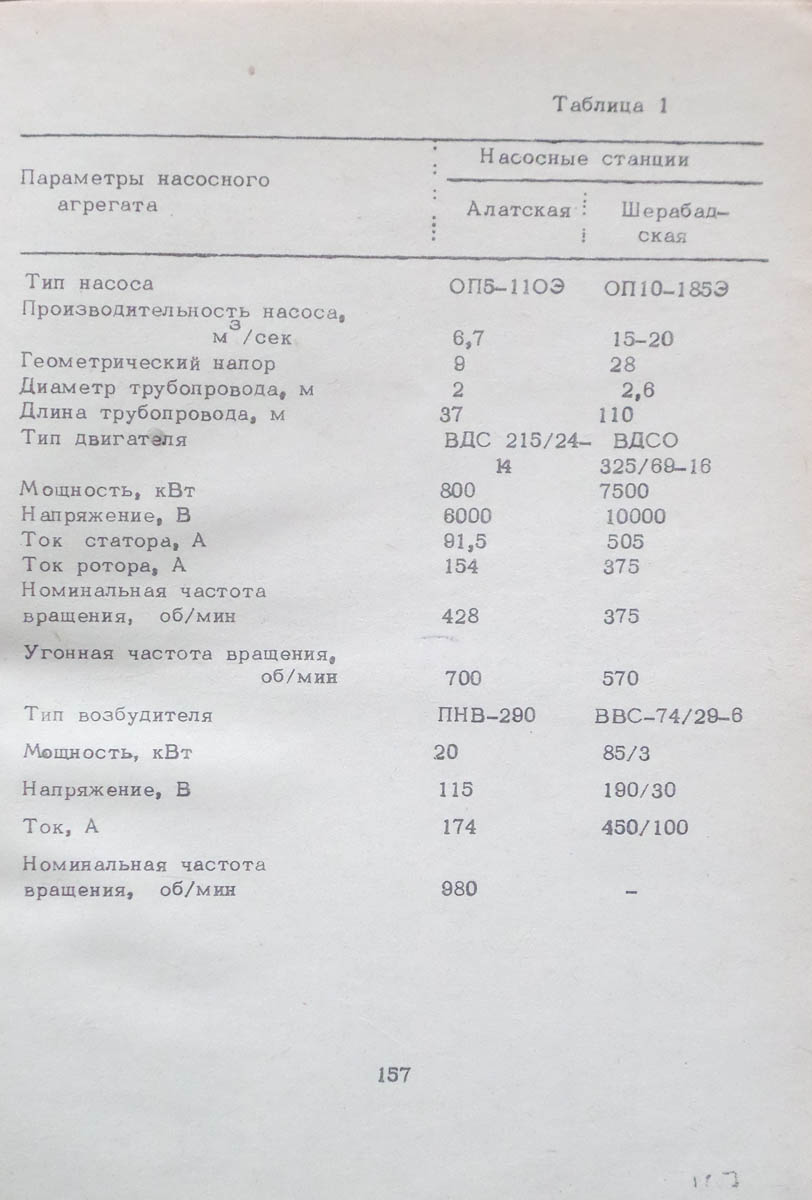 Таблица 1
Параметры насосного агрегата
Насосные станции
Алатская Шерабад-
ская
Тип насоса ОП5-110Э ОП10-185Э
Производительность насоса,
м3/сек 6,7 15-20
Геометрический напор 9 28
Диаметр трубопровода, м 2 2,6
Длина трубопровода, м 37 110
Тип двигателя ВДС 215/24- ВДСО
14 325/69-16
Мощность, кВт 800 7500
Напряжение, В 6000 10000
Ток статора, А 91,5 505
Ток ротора, А 154 375
Номинальная частота
вращения, об/мин 428 375
Угонная частота вращения,
об/мин 700 570
Тип возбудителя ПНВ-290 ВВС-74/29-6
Мощность, кВт 20 85/3
Напряжение, В 115 190/30
Ток, А 174 450/100
Номинальная частота
вращения, об/мин 980 -
157